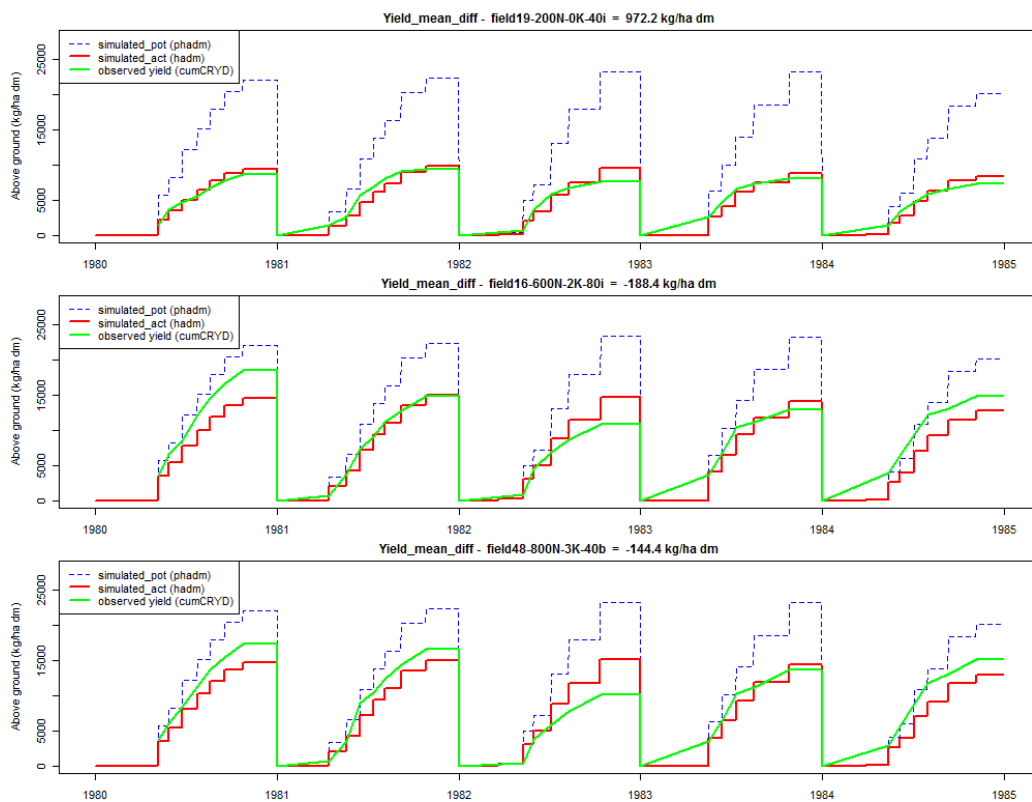 Yield_mean_diff - field19-200N-0K-40i = 972.2 kg/ha dm
simulated_pot (phadm)
simulated_act (hadm)
observed yield (cumCRYD)
Above ground (kg/ha dm)
25000
15000
5000
0
1980 1981 1982 1983 1984 1985
Yield_mean_diff - field16-600N-2K-80i = -188.4 kg/ha dm
simulated_pot (phadm)
simulated_act (hadm)
observed yield (cumCRYD)
Above ground (kg/ha dm)
25000
15000
5000
0
1980 1981 1982 1983 1984 1985
Yield_mean_diff - field48-800N-3K-40b = -144.4 kg/ha dm
simulated_pot (phadm)
simulated_act (hadm)
observed yield (cumCRYD)
Above ground (kg/ha dm)
25000
15000
5000
0
1980 1981 1982 1983 1984 1985